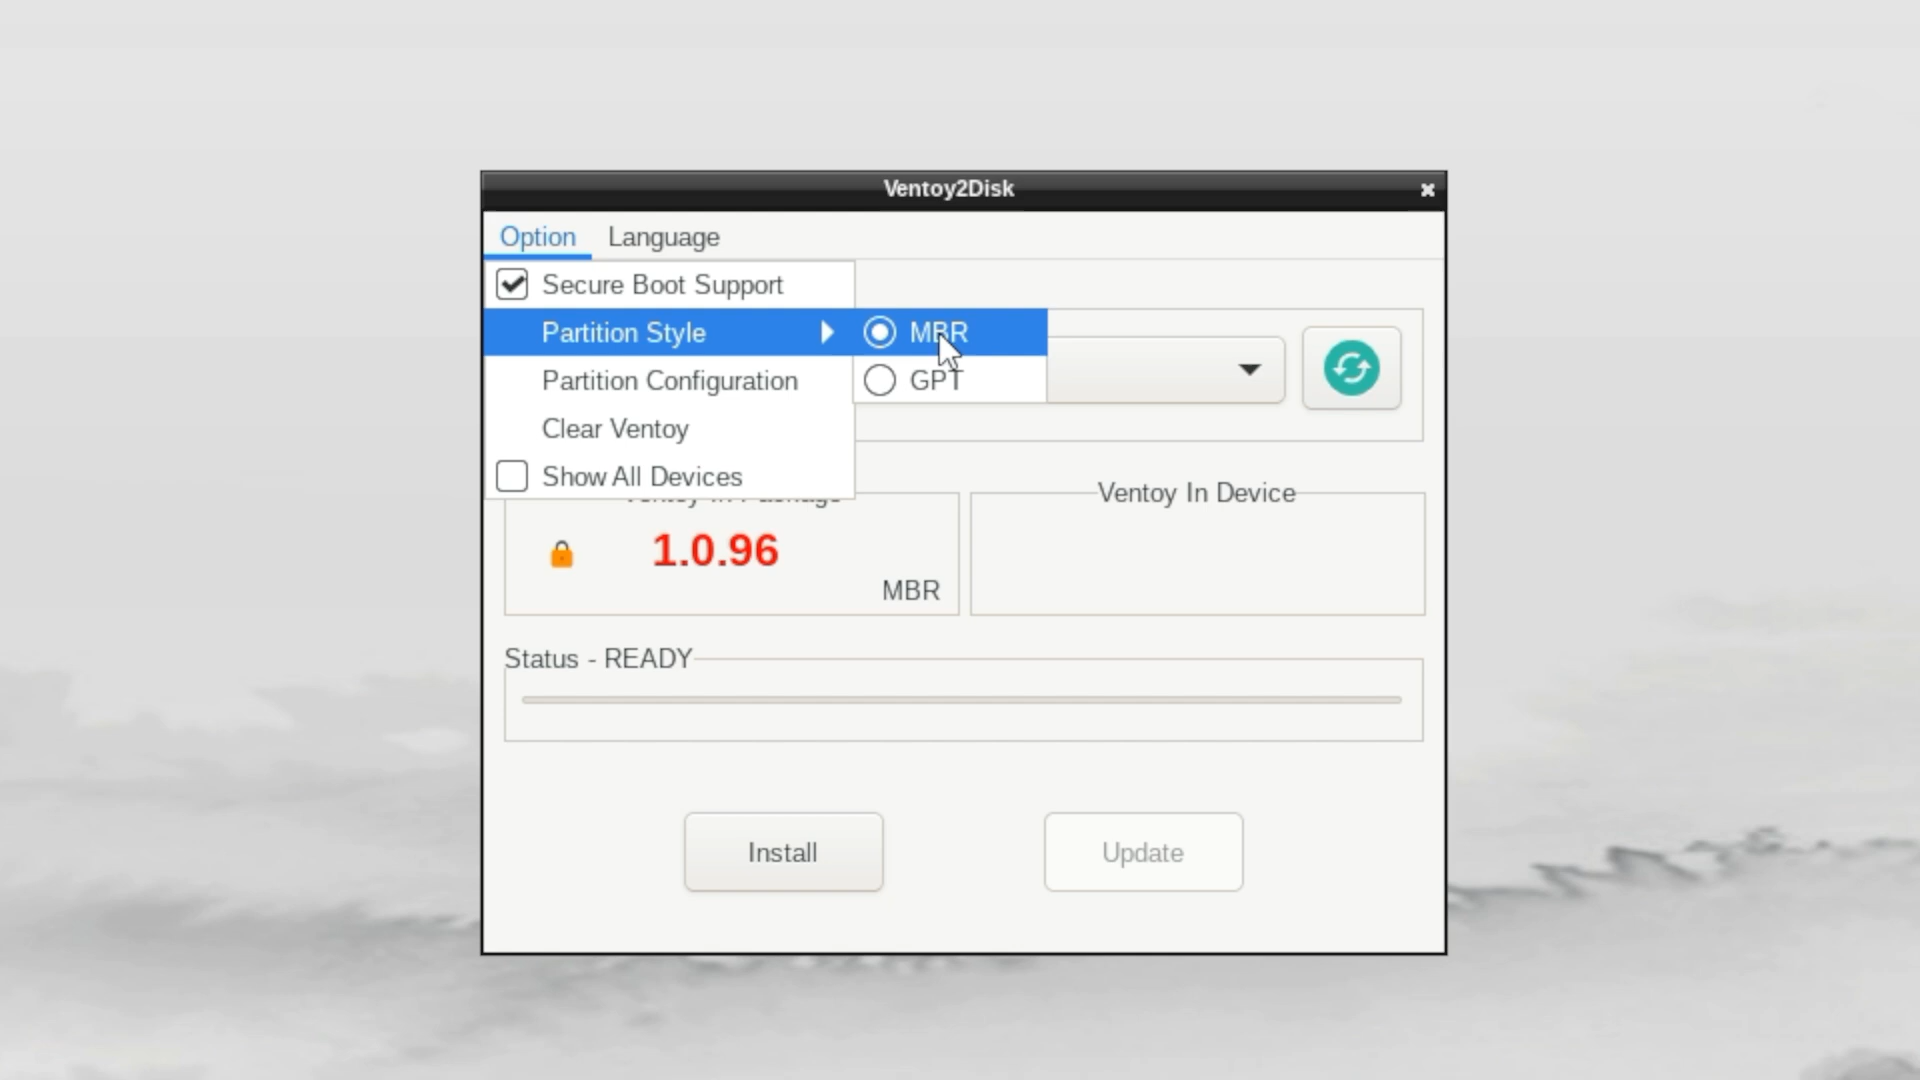 Ventoy2Disk
Option Language
Secure Boot Support
Partition Style MBR
Partition Configuration GPT
Clear Ventoy
Show All Devices
Ventoy In Device
1.0.96
MBR
Status - READY
Install Update